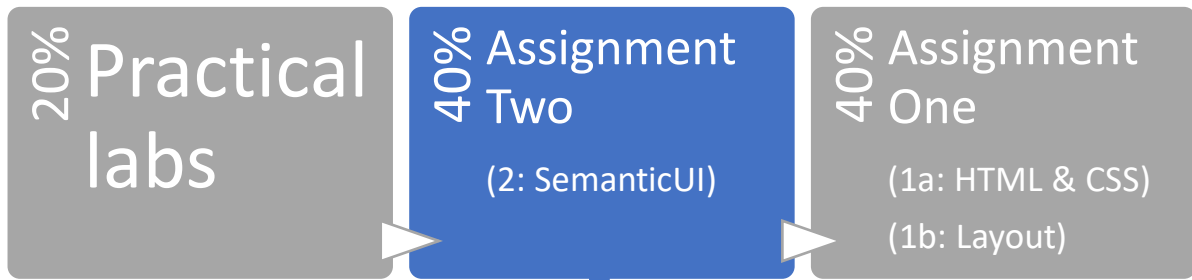 20%
Practical
labs
40%
Assignment
Two
(2: SemanticUI)
40%
Assignment
One
(1a: HTML & CSS)
(1b: Layout)